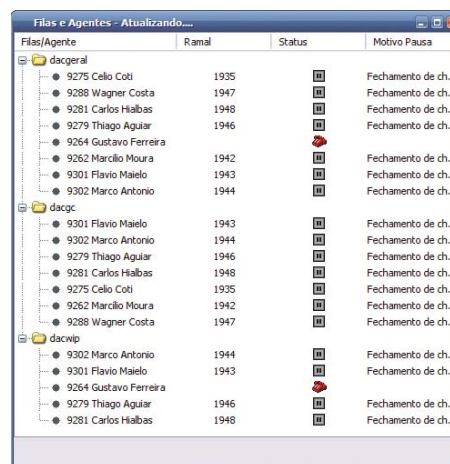 Filas e Agentes - Atualizando....
Filas/Agente Ramal Status Motivo Pausa
dacgeral
9275 Celio Coti 1935 Fechamento de ch.
9288 Wagner Costa 1947 Fechamento de ch.
9281 Carlos Hialbas 1948 Fechamento de ch.
9279 Thiago Aguiar 1946 Fechamento de ch.
9264 Gustavo Ferreira
9262 Marcilio Moura 1942 Fechamento de ch.
9301 Flavio Maielo 1943 Fechamento de ch.
9302 Marco Antonio 1944 Fechamento de ch.
dacgc
9301 Flavio Maielo 1943 Fechamento de ch.
9302 Marco Antonio 1944 Fechamento de ch.
9279 Thiago Aguiar 1946 Fechamento de ch.
9281 Carlos Hialbas 1948 Fechamento de ch.
9275 Celio Coti 1935 Fechamento de ch.
9262 Marcilio Moura 1942 Fechamento de ch.
9288 Wagner Costa 1947 Fechamento de ch.
dacwip
9302 Marco Antonio 1944 Fechamento de ch.
9301 Flavio Maielo 1943 Fechamento de ch.
9264 Gustavo Ferreira
9279 Thiago Aguiar 1946 Fechamento de ch.
9281 Carlos Hialbas 1948 Fechamento de ch.